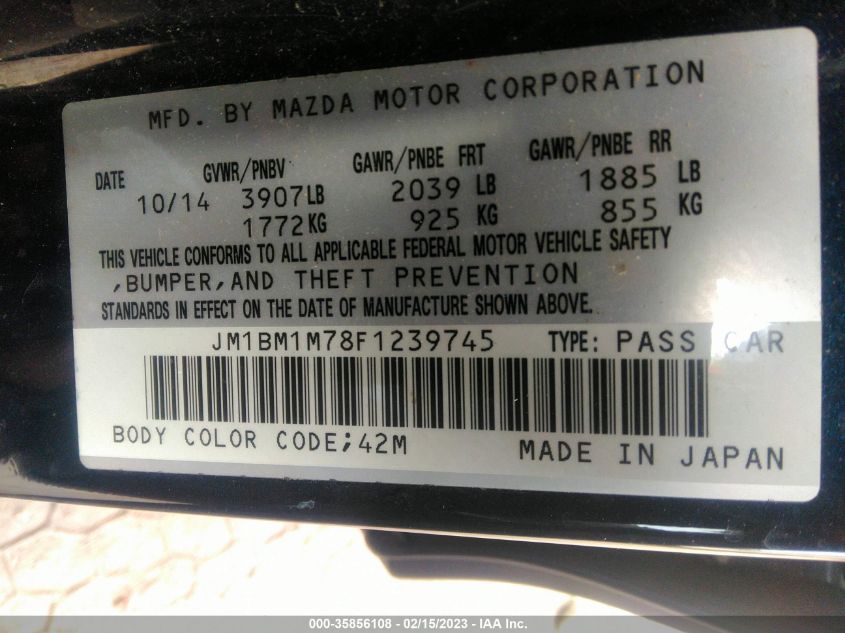 MFD. BY MAZDA MOTOR CORPORATION
DATE GVWR/PNBV GAWR/PNBE FRT GAWR/PNBE RR
10/14 3907LB 2039 LB 1885 LB
1772KG 925 KG 855 KG
THIS VEHICLE CONFORMS TO ALL APPLICABLE FEDERAL MOTOR VEHICLE SAFETY
,BUMPER,AND THEFT PREVENTION
STANDARDS IN EFFECT ON THE DATE OF MANUFACTURE SHOWN ABOVE.
JM1BM1M78F1239745 TYPE: PASS CAR
BODY COLOR CODE;42M MADE IN JAPAN
000-35856108 - 02/15/2023 - IAA Inc.